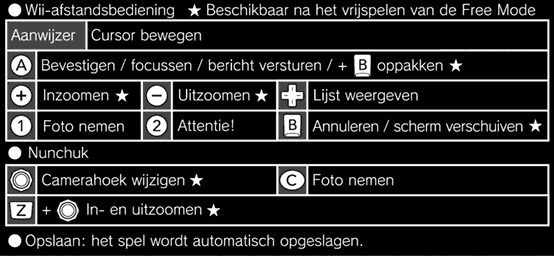 ● Wii-afstandsbediening ★ Beschikbaar na het vrijspelen van de Free Mode
Aanwijzer Cursor bewegen
A Bevestigen / focussen / bericht versturen / + B oppakken ★
+ Inzoomen ★ − Uitzoomen ★ Lijst weergeven
1 Foto nemen 2 Attentie! B Annuleren / scherm verschuiven ★
● Nunchuk
Camerahoek wijzigen ★ C Foto nemen
Z + In- en uitzoomen ★
● Opslaan: het spel wordt automatisch opgeslagen.